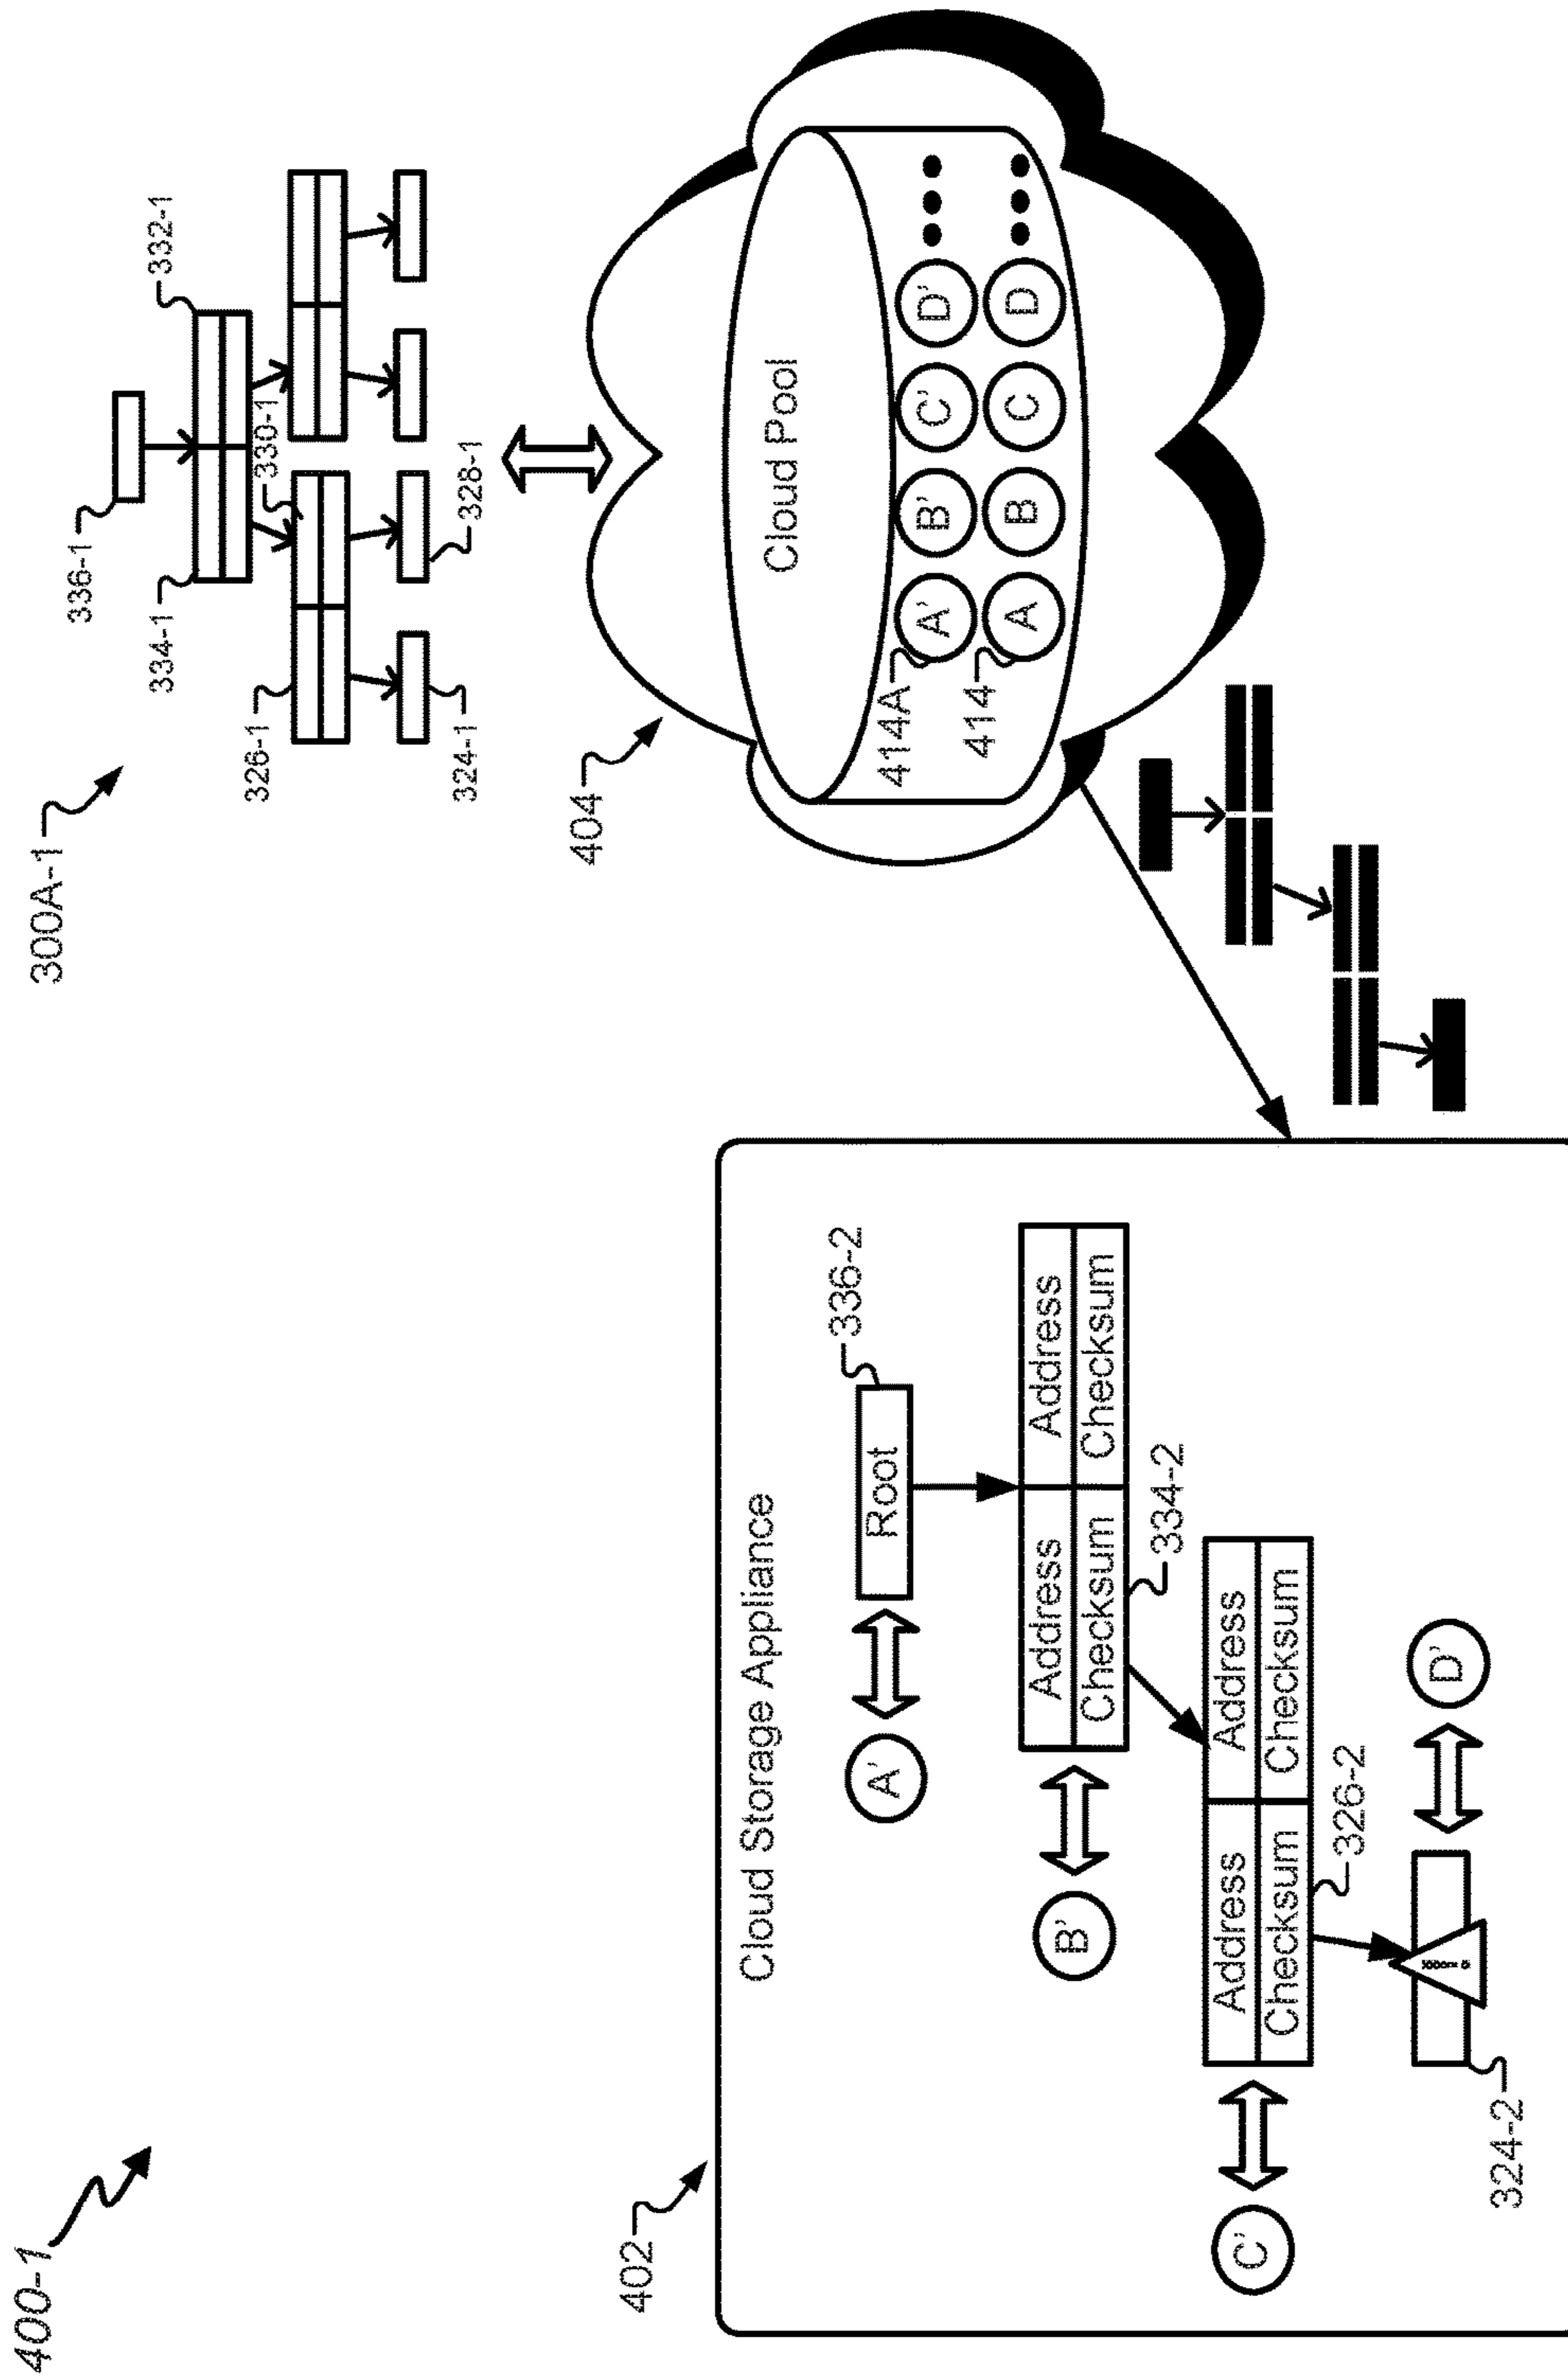 400-1
300A-1
336-1
334-1
332-1
326-1
330-1
324-1
328-1
402
404
Cloud Storage Appliance
Cloud Pool
A'
Root
336-2
B'
Address
Address
Checksum
Checksum
334-2
C'
Address
Address
Checksum
Checksum
326-2
D'
324-2
414A
A'
B'
C'
D'
414
A
B
C
D